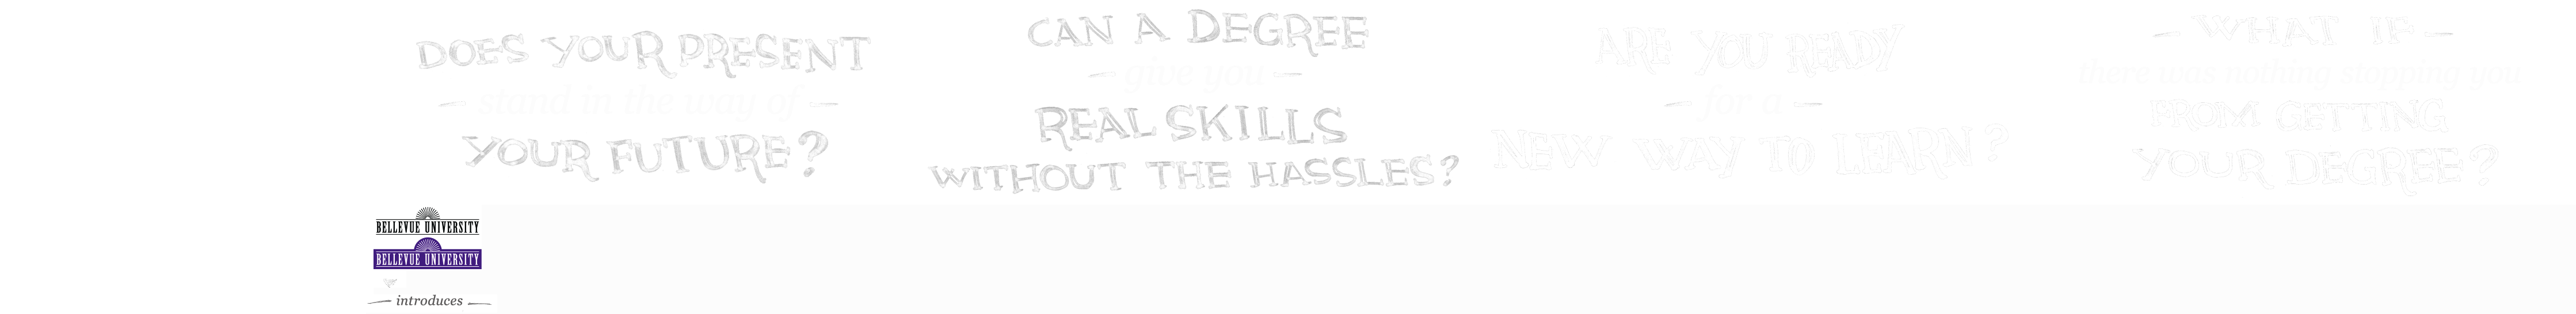 DOES YOUR PRESENT
stand in the way of
YOUR FUTURE?
CAN A DEGREE
give you
REAL SKILLS
WITHOUT THE HASSLES?
ARE YOU READY
for a
NEW WAY TO LEARN?
WHAT IF
there was nothing stopping you
FROM GETTING
YOUR DEGREE?
BELLEVUE UNIVERSITY
BELLEVUE UNIVERSITY
introduces